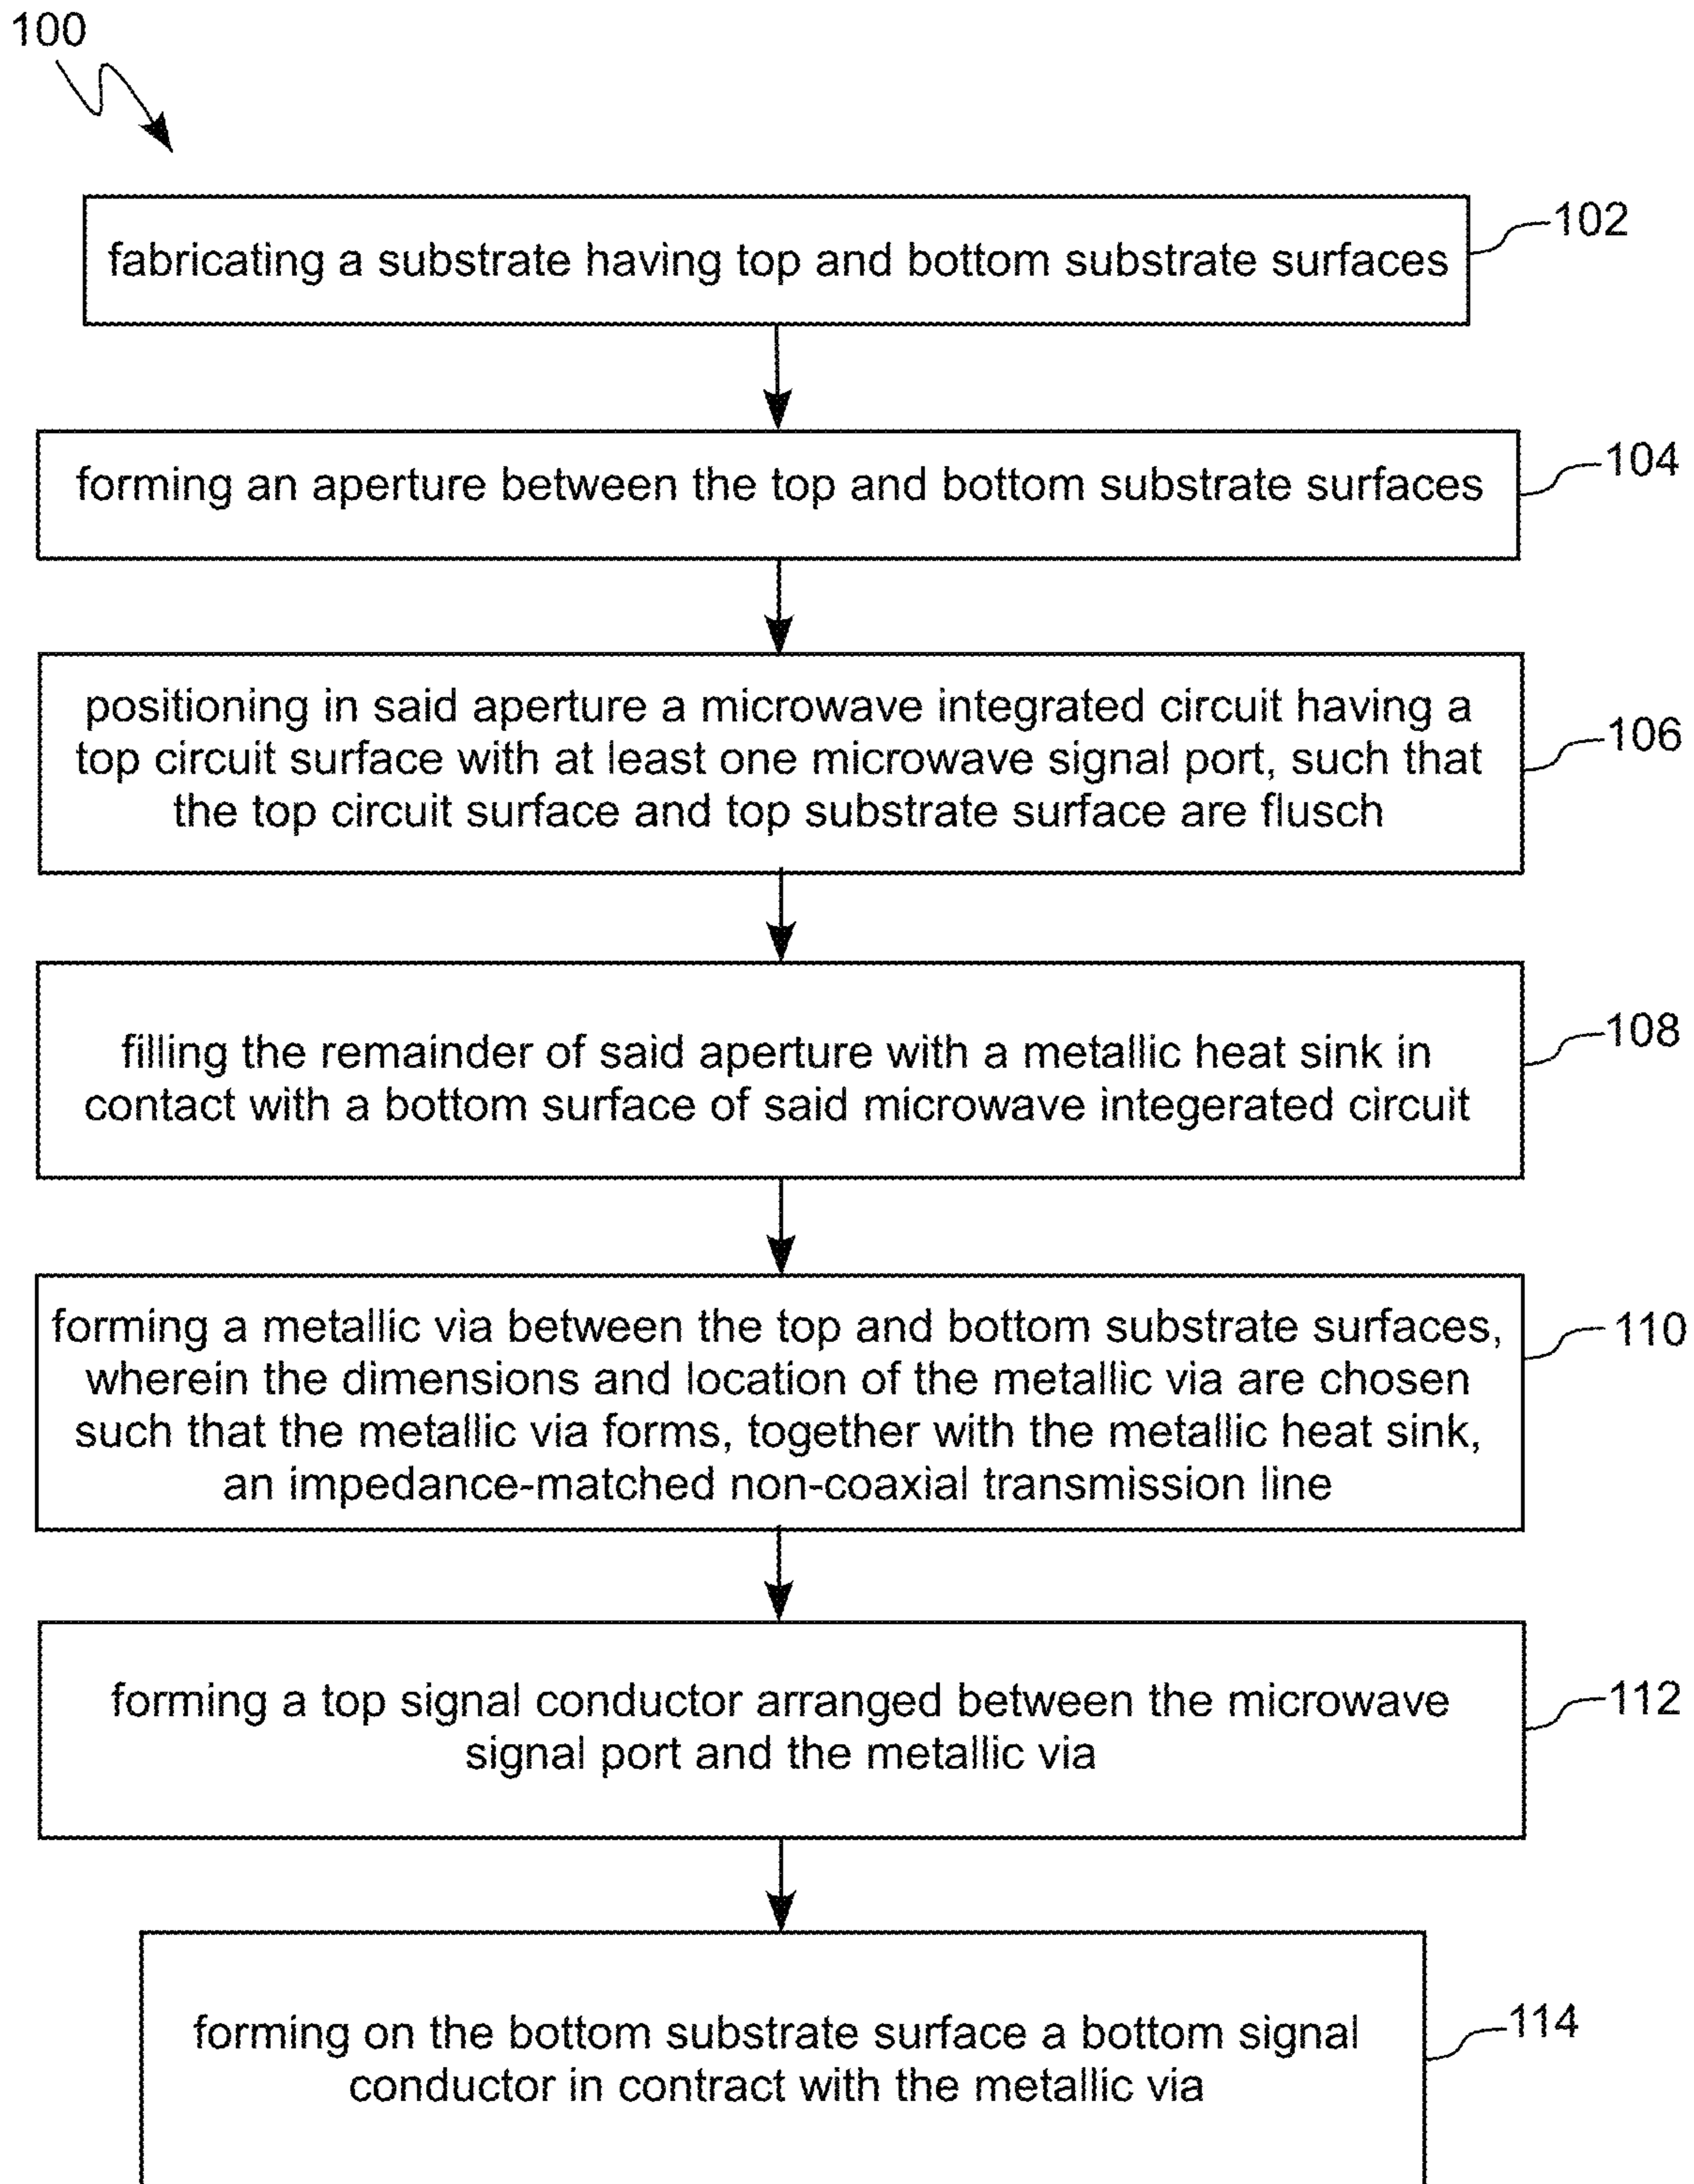 100
fabricating a substrate having top and bottom substrate surfaces
102
forming an aperture between the top and bottom substrate surfaces
104
positioning in said aperture a microwave integrated circuit having a
top circuit surface with at least one microwave signal port, such that
the top circuit surface and top substrate surface are flusch
106
filling the remainder of said aperture with a metallic heat sink in
contact with a bottom surface of said microwave integerated circuit
108
forming a metallic via between the top and bottom substrate surfaces,
wherein the dimensions and location of the metallic via are chosen
such that the metallic via forms, together with the metallic heat sink,
an impedance-matched non-coaxial transmission line
110
forming a top signal conductor arranged between the microwave
signal port and the metallic via
112
forming on the bottom substrate surface a bottom signal
conductor in contract with the metallic via
114